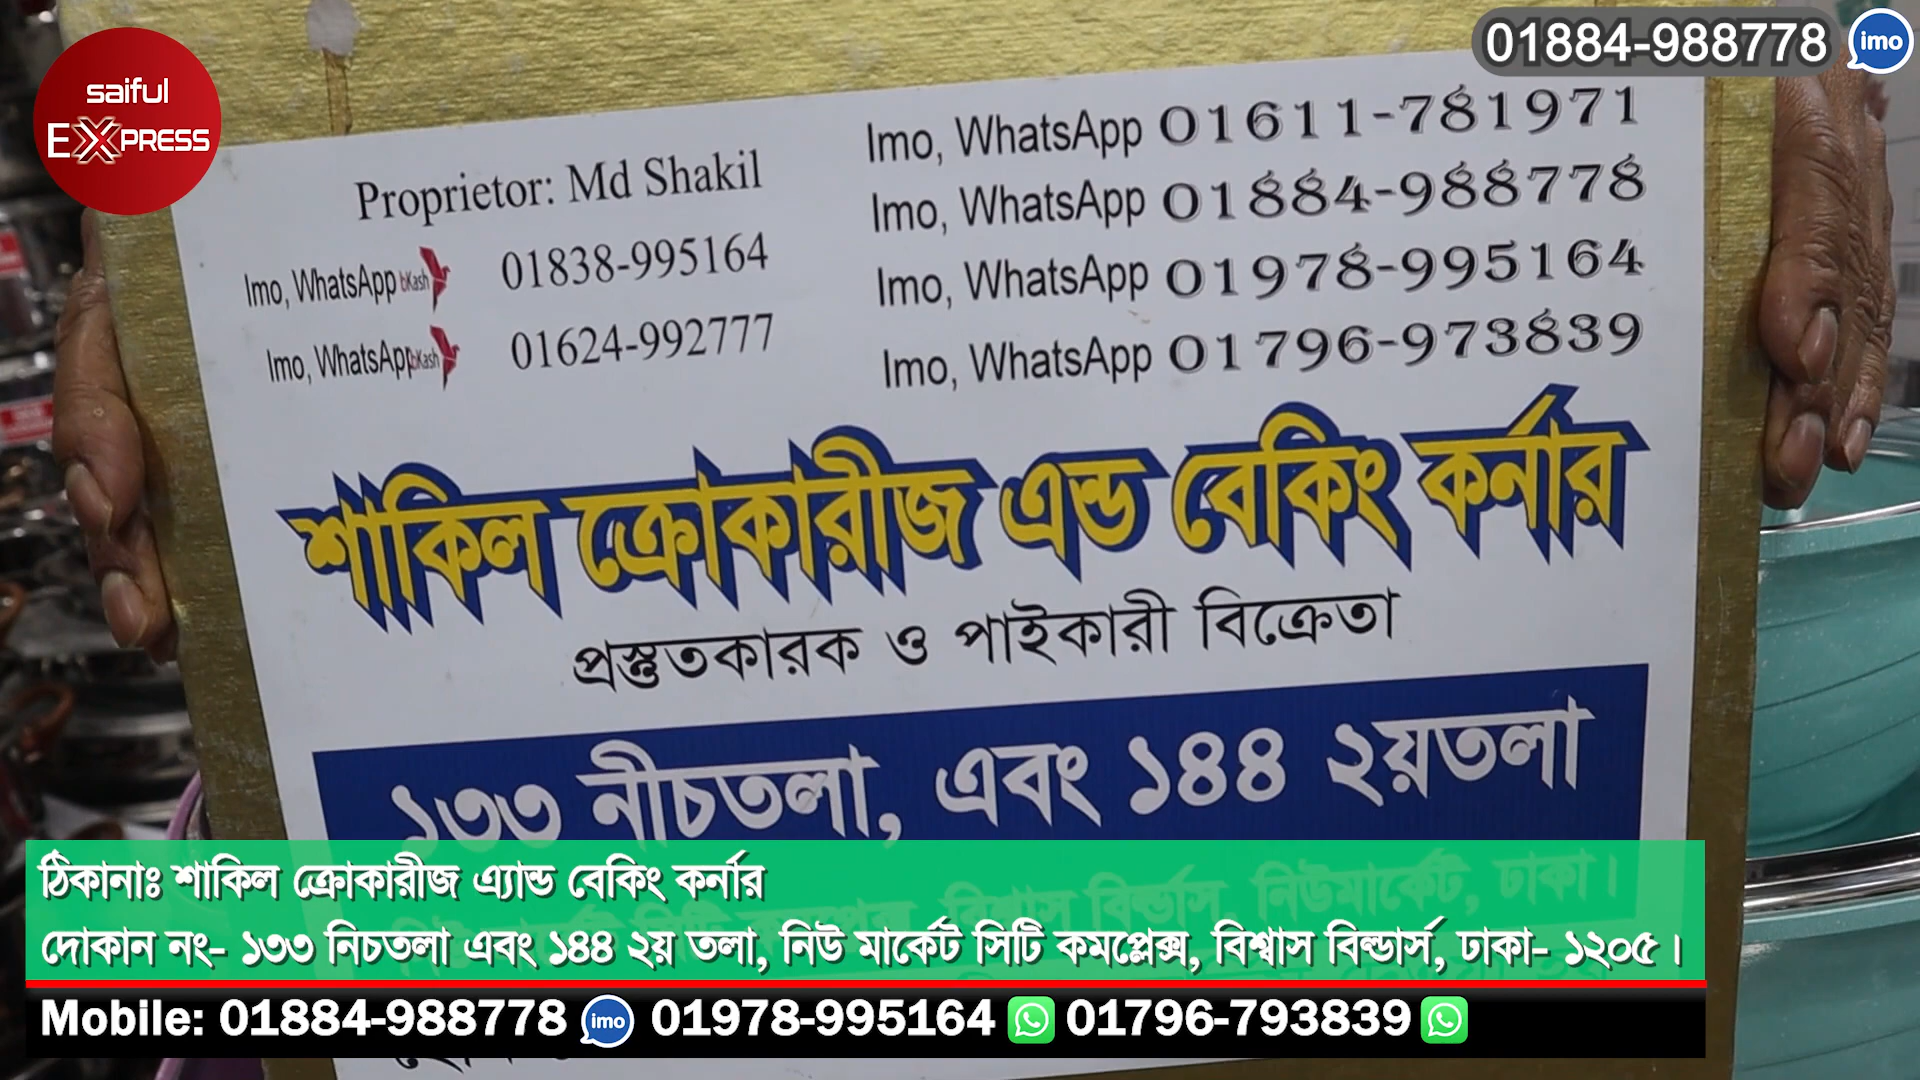 saiful
EXPRESS
01884-988778 imo
Proprietor: Md Shakil
Imo, WhatsApp bKash 01838-995164
Imo, WhatsApp bKash 01624-992777
Imo, WhatsApp 01611-781971
Imo, WhatsApp 01884-988778
Imo, WhatsApp 01978-995164
Imo, WhatsApp 01796-973839
শাকিল ক্রোকারীজ এন্ড বেকিং কর্নার
প্রস্তুতকারক ও পাইকারী বিক্রেতা
১৩৩ নীচতলা, এবং ১৪৪ ২য়তলা
বিশ্বাস বিল্ডার্স, নিউমার্কেট, ঢাকা।
ঠিকানাঃ শাকিল ক্রোকারীজ এ্যান্ড বেকিং কর্নার
দোকান নং- ১৩৩ নিচতলা এবং ১৪৪ ২য় তলা, নিউ মার্কেট সিটি কমপ্লেক্স, বিশ্বাস বিল্ডার্স, ঢাকা- ১২০৫।
Mobile: 01884-988778 imo 01978-995164 01796-793839